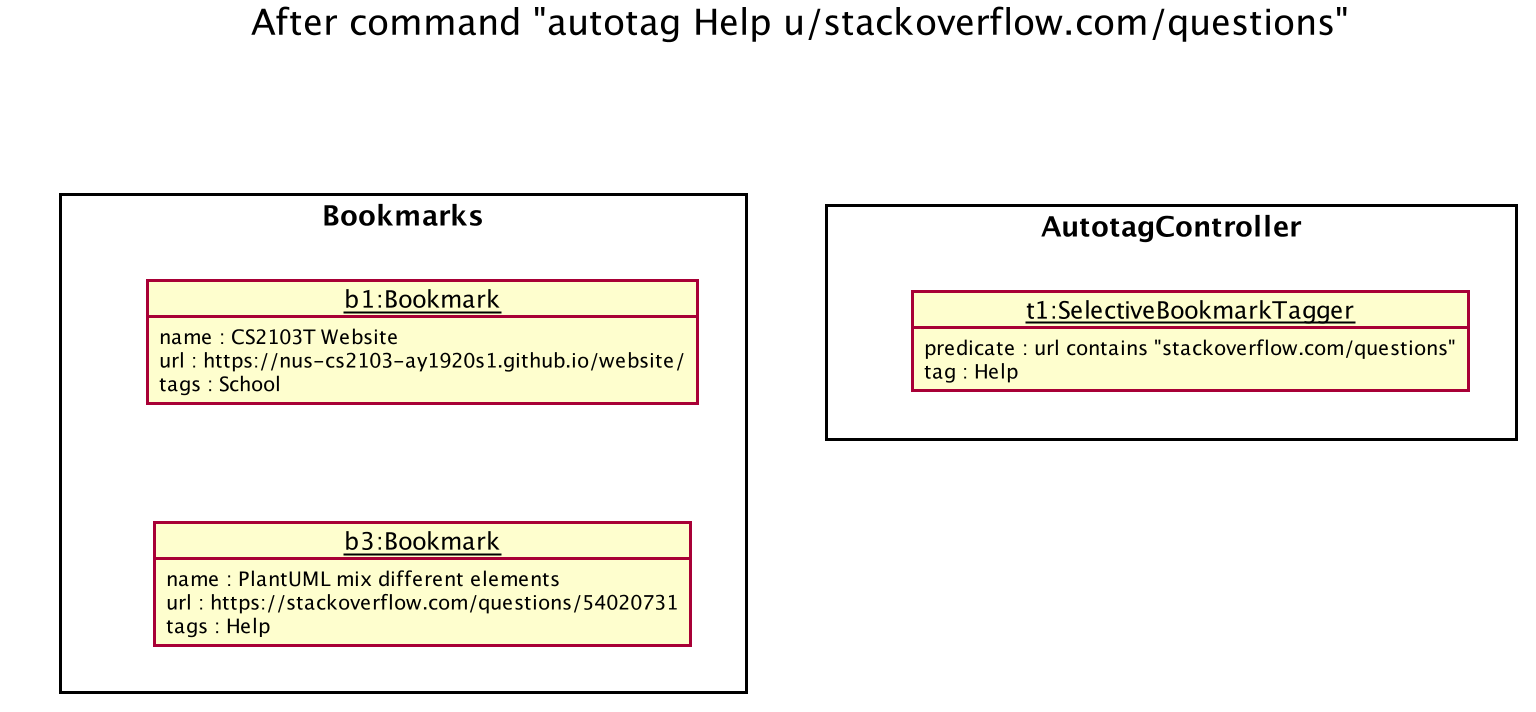 After command "autotag Help u/stackoverflow.com/questions"
Bookmarks
b1:Bookmark
name : CS2103T Website
url : https://nus-cs2103-ay1920s1.github.io/website/
tags : School
b3:Bookmark
name : PlantUML mix different elements
url : https://stackoverflow.com/questions/54020731
tags : Help
AutotagController
t1:SelectiveBookmarkTagger
predicate : url contains "stackoverflow.com/questions"
tag : Help